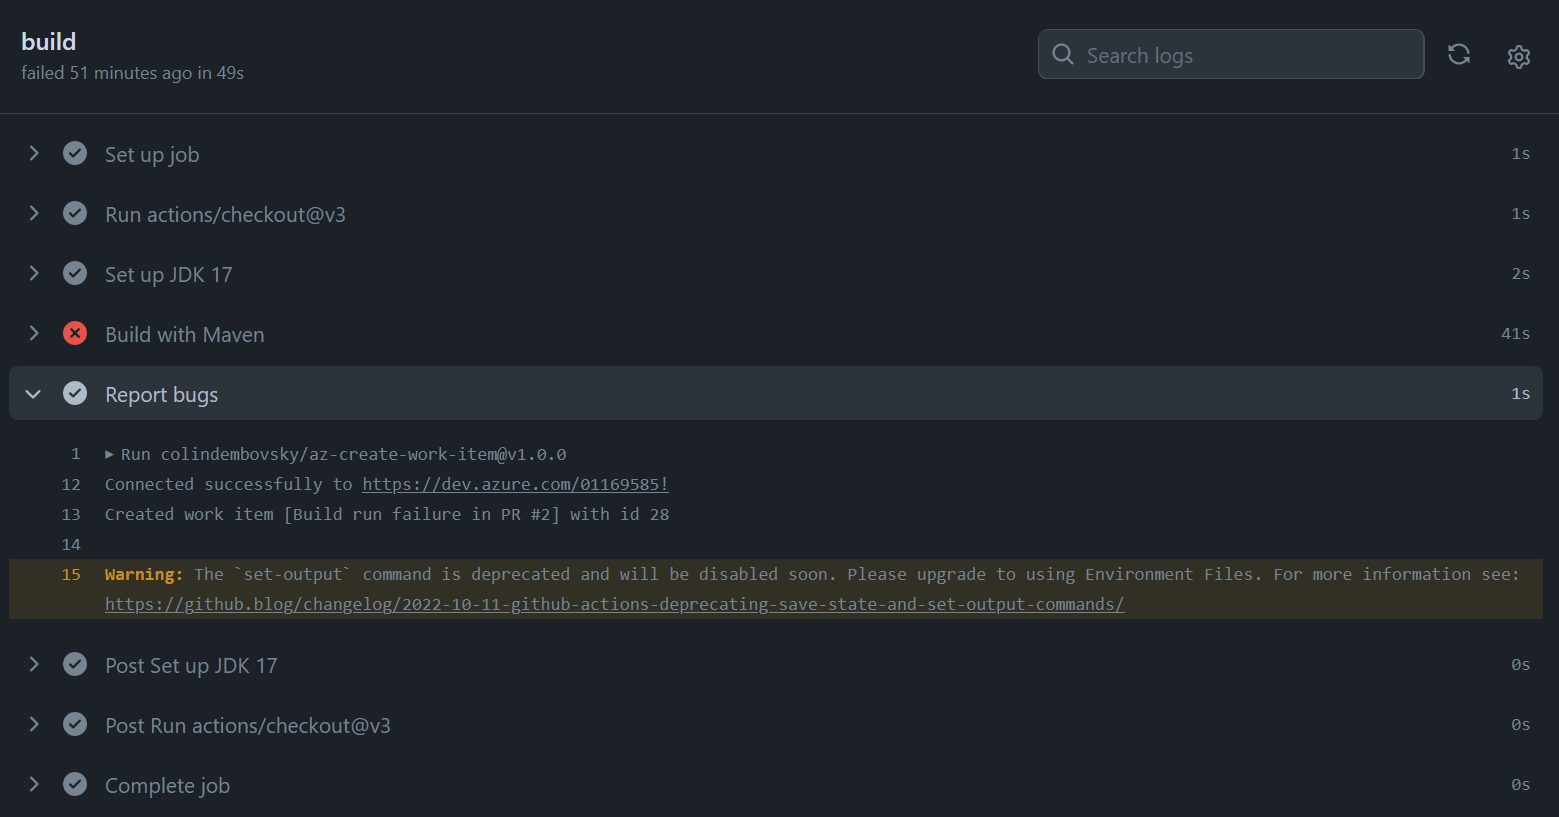 build
failed 51 minutes ago in 49s
Search logs
Set up job 1s
Run actions/checkout@v3 1s
Set up JDK 17 2s
Build with Maven 41s
Report bugs 1s
1 ▶ Run colindembovsky/az-create-work-item@v1.0.0
12 Connected successfully to https://dev.azure.com/01169585!
13 Created work item [Build run failure in PR #2] with id 28
14
15 Warning: The `set-output` command is deprecated and will be disabled soon. Please upgrade to using Environment Files. For more information see:
https://github.blog/changelog/2022-10-11-github-actions-deprecating-save-state-and-set-output-commands/
Post Set up JDK 17 0s
Post Run actions/checkout@v3 0s
Complete job 0s